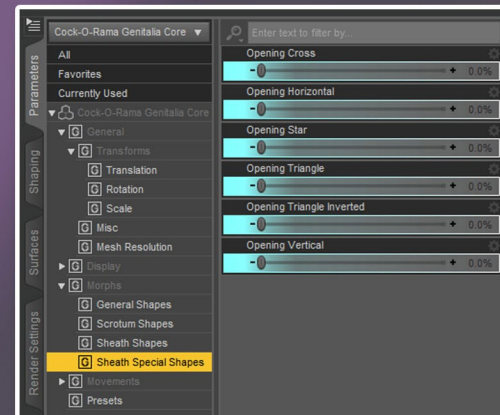 Cock-O-Rama Genitalia Core
Enter text to filter by...
All
Favorites
Currently Used
Cock-O-Rama Genitalia Core
General
Transforms
Translation
Rotation
Scale
Misc
Mesh Resolution
Display
Morphs
General Shapes
Scrotum Shapes
Sheath Shapes
Sheath Special Shapes
Movements
Presets
Parameters
Shaping
Surfaces
Render Settings
Opening Cross
- + 0.0%
Opening Horizontal
- + 0.0%
Opening Star
- + 0.0%
Opening Triangle
- + 0.0%
Opening Triangle Inverted
- + 0.0%
Opening Vertical
- + 0.0%